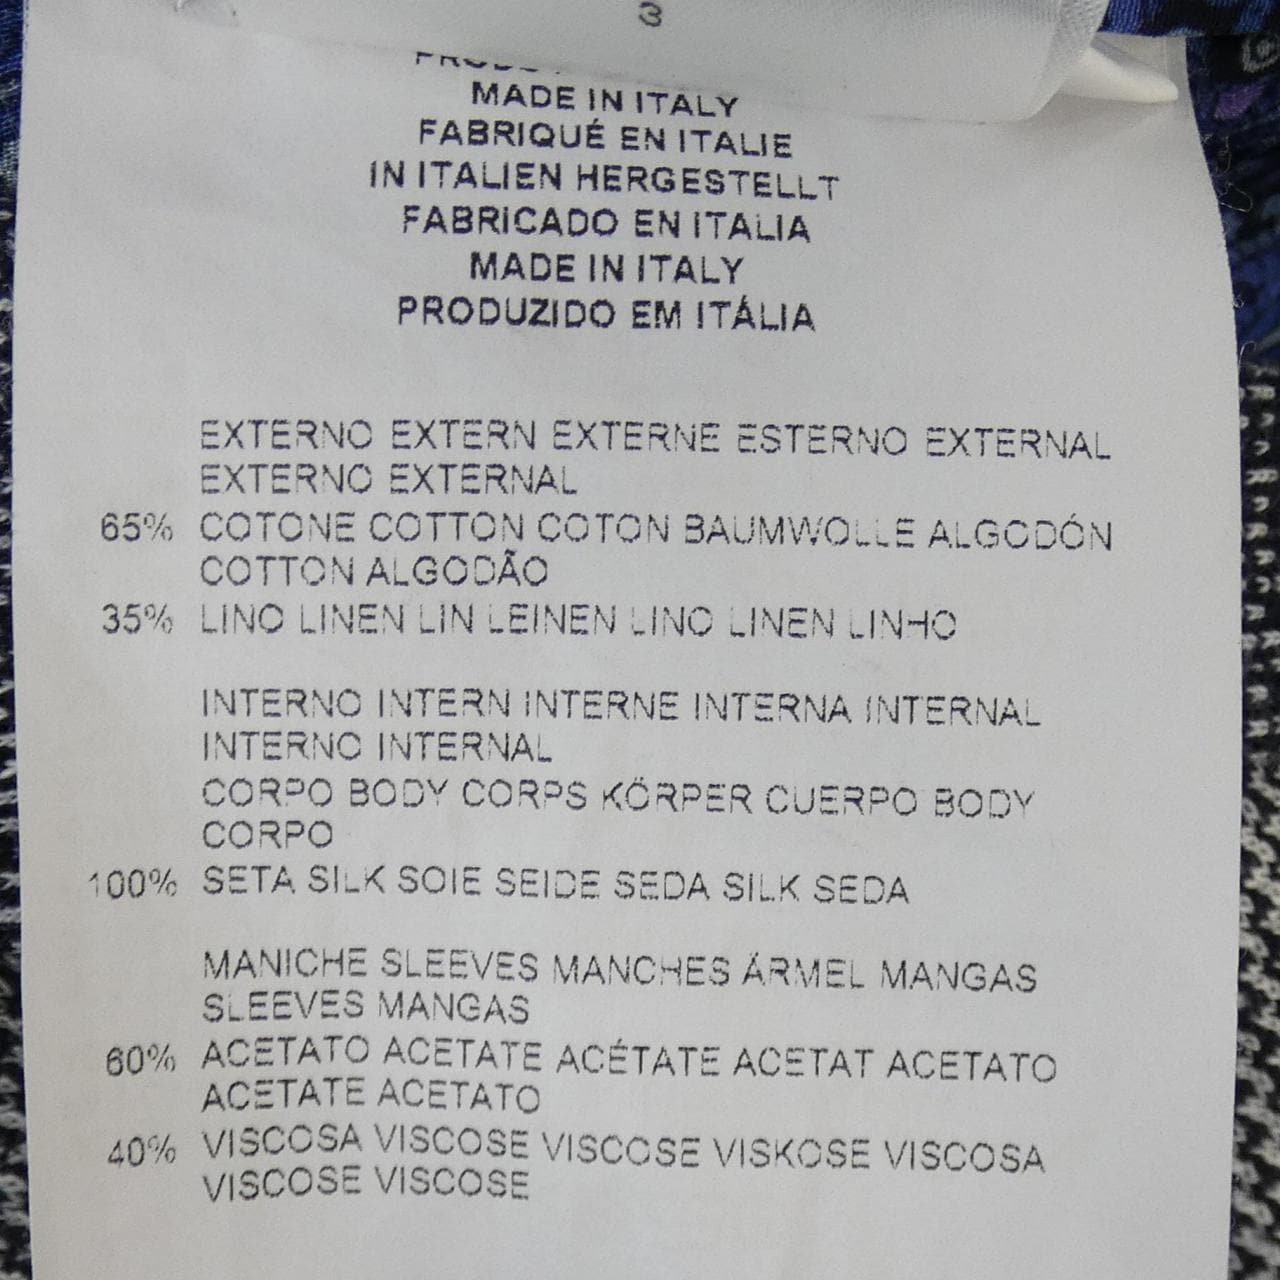 3
MADE IN ITALY
FABRIQUÉ EN ITALIE
IN ITALIEN HERGESTELLT
FABRICADO EN ITALIA
MADE IN ITALY
PRODUZIDO EM ITÁLIA
EXTERNO EXTERN EXTERNE ESTERNO EXTERNAL
EXTERNO EXTERNAL
65% COTONE COTTON COTON BAUMWOLLE ALGODÓN
COTTON ALGODÃO
35% LINO LINEN LIN LEINEN LINO LINEN LINHO
INTERNO INTERN INTERNE INTERNA INTERNAL
INTERNO INTERNAL
CORPO BODY CORPS KÖRPER CUERPO BODY
CORPO
100% SETA SILK SOIE SEIDE SEDA SILK SEDA
MANICHE SLEEVES MANCHES ÄRMEL MANGAS
SLEEVES MANGAS
60% ACETATO ACETATE ACÉTATE ACETAT ACETATO
ACETATE ACETATO
40% VISCOSA VISCOSE VISCOSE VISKOSE VISCOSA
VISCOSE VISCOSE